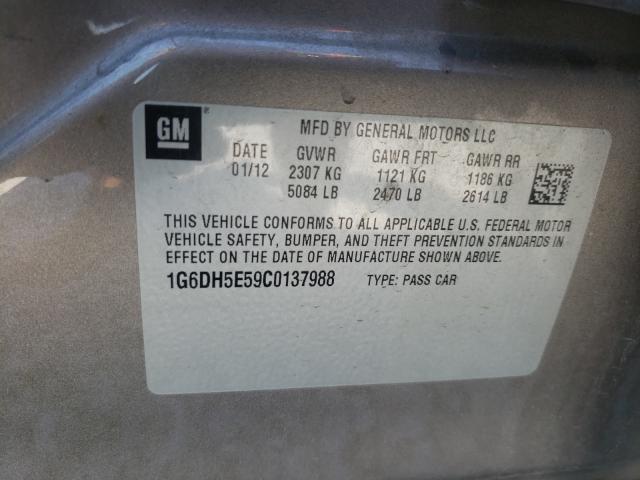 GM®
MFD BY GENERAL MOTORS LLC
DATE GVWR GAWR FRT GAWR RR
01/12 2307 KG 1121 KG 1186 KG
5084 LB 2470 LB 2614 LB
THIS VEHICLE CONFORMS TO ALL APPLICABLE U.S. FEDERAL MOTOR
VEHICLE SAFETY, BUMPER, AND THEFT PREVENTION STANDARDS IN
EFFECT ON THE DATE OF MANUFACTURE SHOWN ABOVE.
1G6DH5E59C0137988 TYPE: PASS CAR